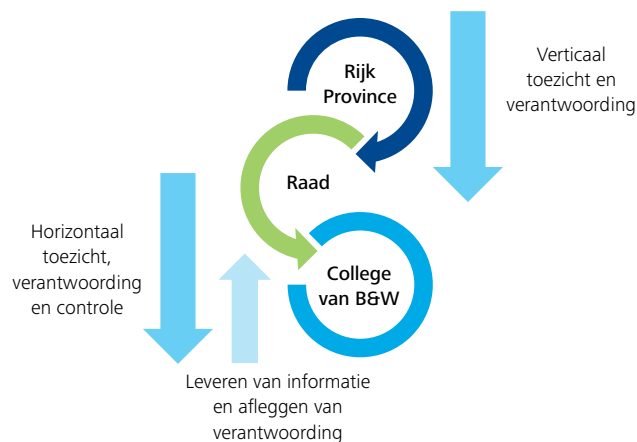 Rijk
Province
Verticaal
toezicht en
verantwoording
Raad
Horizontaal
toezicht,
verantwoording
en controle
College
van B&W
Leveren van informatie
en afleggen van
verantwoording